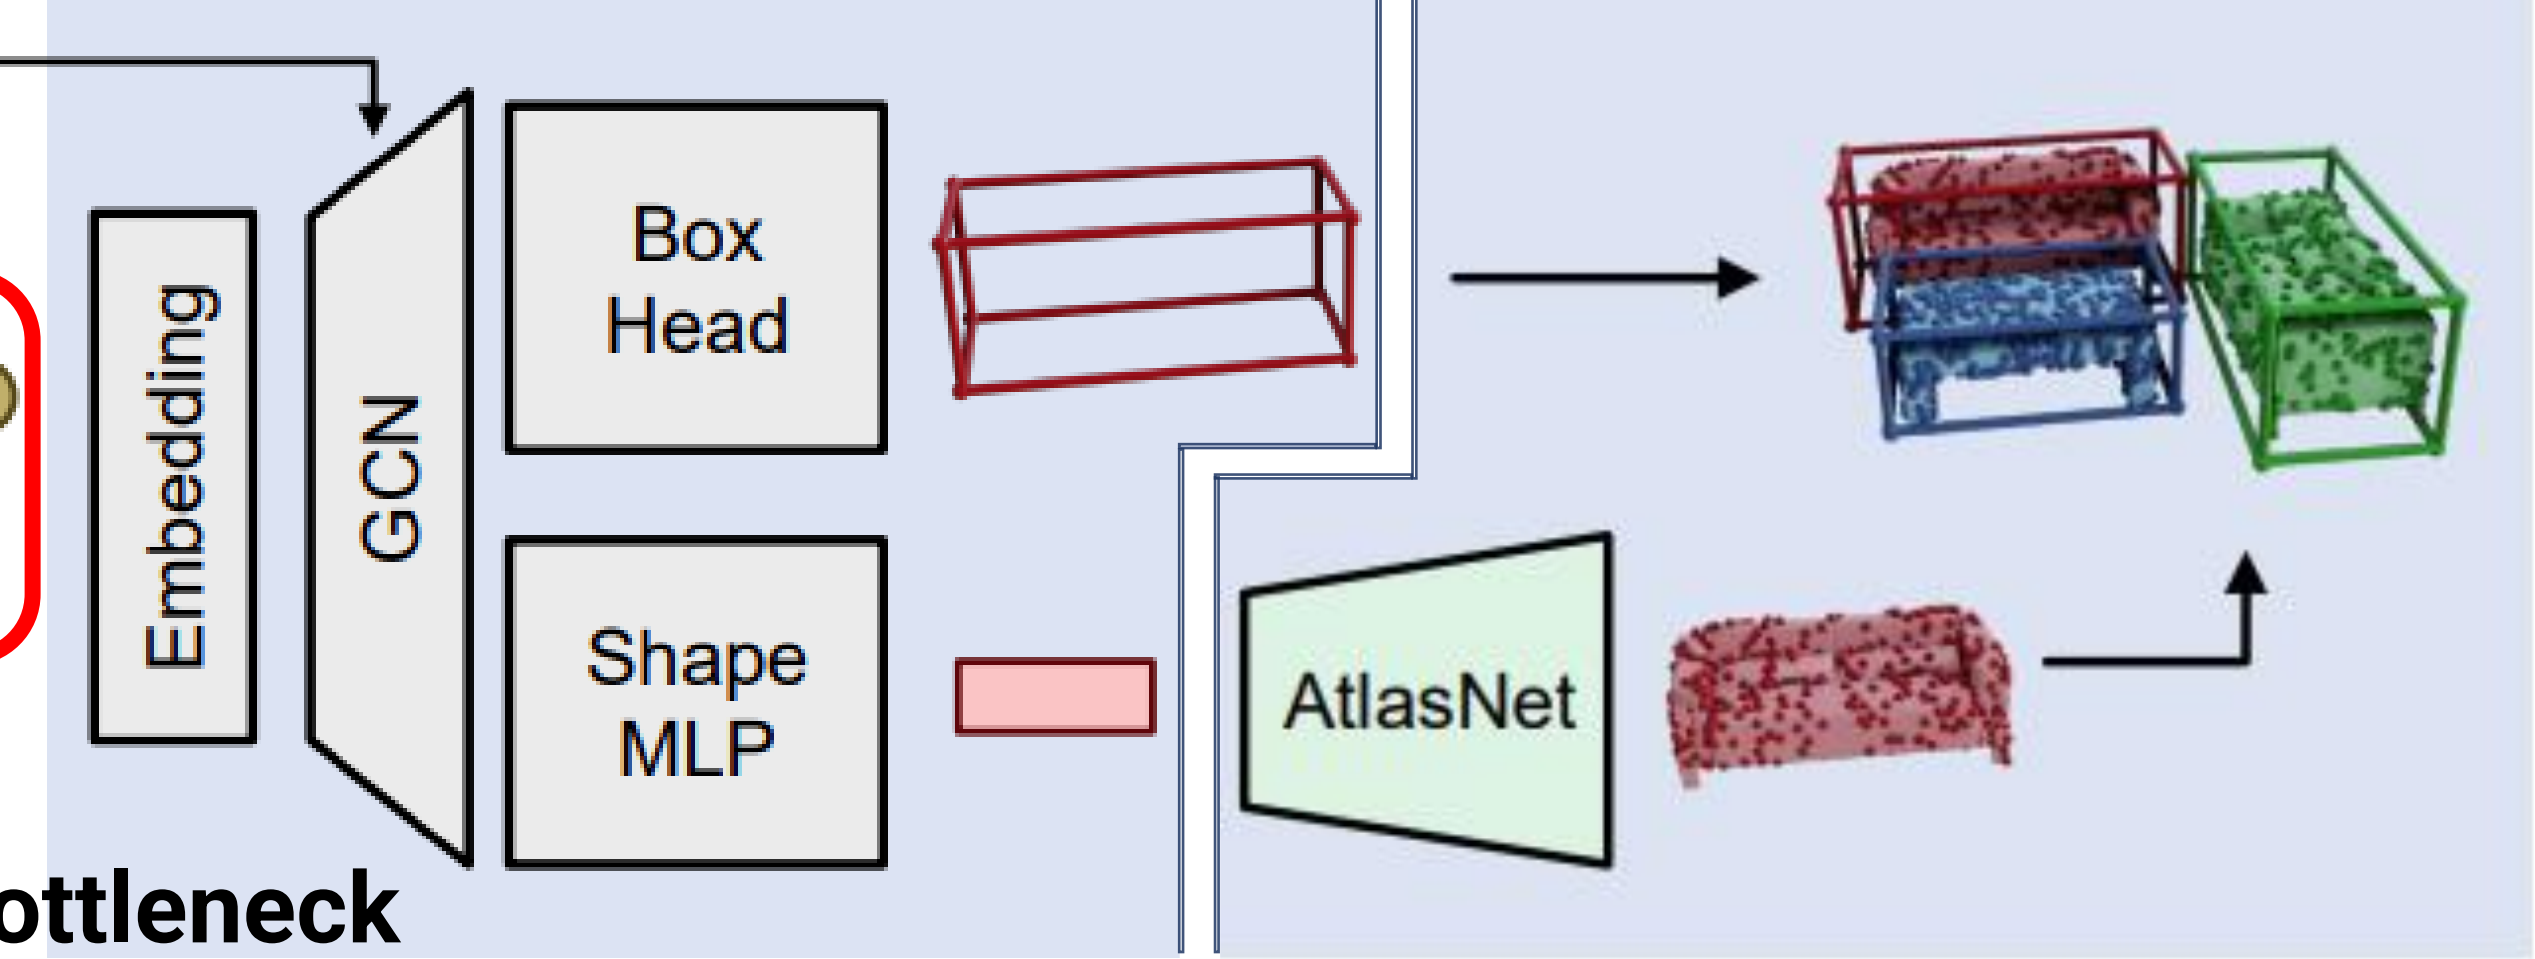 Embedding
GCN
Box
Head
Shape
MLP
AtlasNet
ottleneck